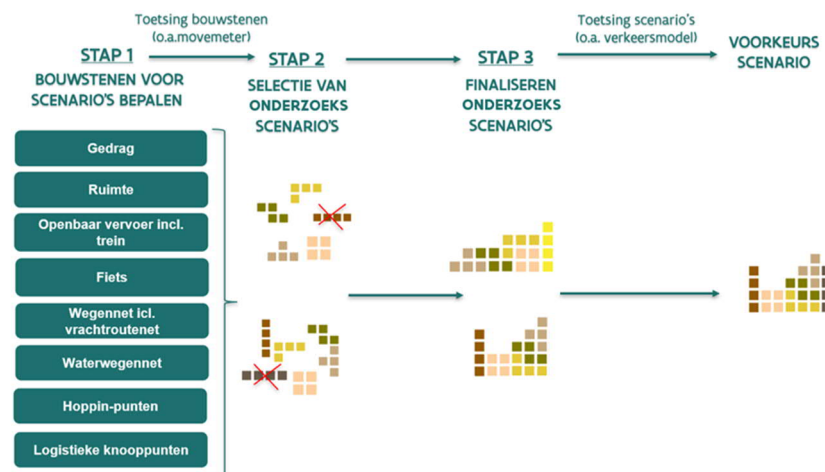 Toetsing bouwstenen
(o.a.movemeter)
Toetsing scenario's
(o.a. verkeersmodel)
STAP 1
BOUWSTENEN VOOR
SCENARIO'S BEPALEN
STAP 2
SELECTIE VAN
ONDERZOEKS
SCENARIO'S
STAP 3
FINALISEREN
ONDERZOEKS
SCENARIO'S
VOORKEURS
SCENARIO
Gedrag
Ruimte
Openbaar vervoer incl.
trein
Fiets
Wegennet icl.
vrachtroutenet
Waterwegennet
Hoppin-punten
Logistieke knooppunten